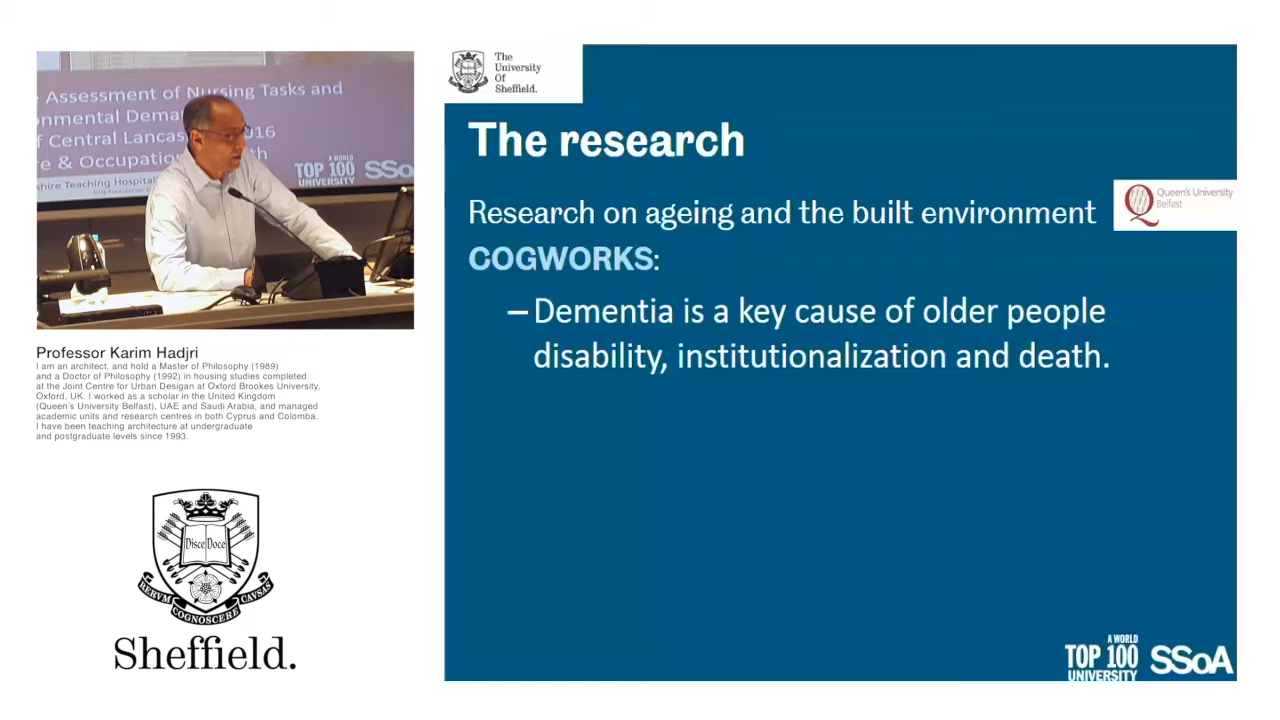 e Assessment of Nursing Tasks and
onmental Dema
f Central Lancas 016
re & Occupation th
shire Teaching Hospital
A WORLD
TOP 100
UNIVERSITY
SSoA
Professor Karim Hadjri
I am an architect, and hold a Master of Philosophy (1989)
and a Doctor of Philosophy (1992) in housing studies completed
at the Joint Centre for Urban Desigan at Oxford Brookes University,
Oxford, UK. I worked as a scholar in the United Kingdom
(Queen's University Belfast), UAE and Saudi Arabia, and managed
academic units and research centres in both Cyprus and Colomba.
I have been teaching architecture at undergraduate
and postgraduate levels since 1993.
Disce Doce
RERVM
COGNOSCERE
CAVSAS
Sheffield.
The
University
Of
Sheffield.
The research
Research on ageing and the built environment
Queen's University
Belfast
COGWORKS:
– Dementia is a key cause of older people
disability, institutionalization and death.
A WORLD
TOP 100
UNIVERSITY
SSoA